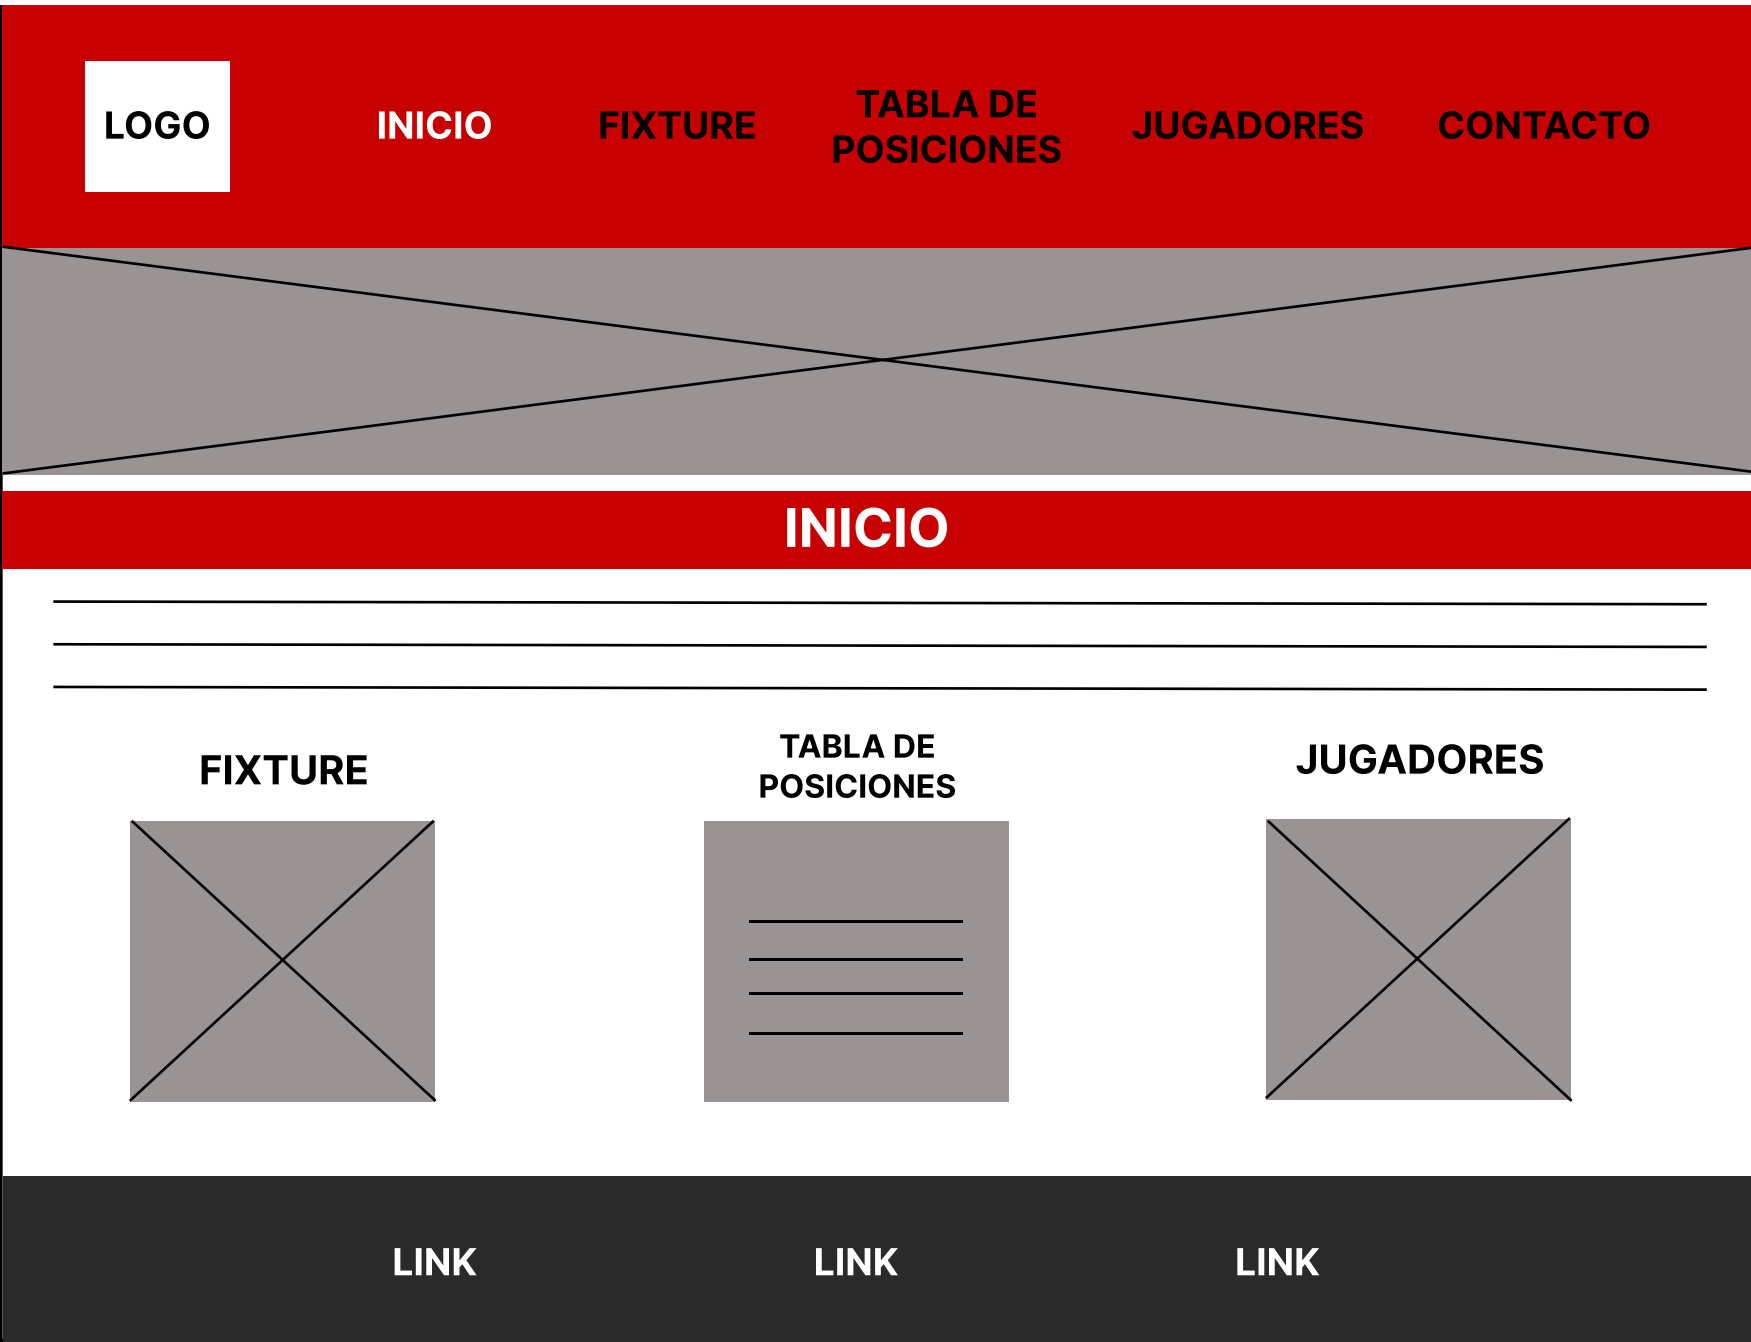 LOGO
INICIO
FIXTURE
TABLA DE
POSICIONES
JUGADORES
CONTACTO
INICIO
FIXTURE
TABLA DE
POSICIONES
JUGADORES
LINK
LINK
LINK